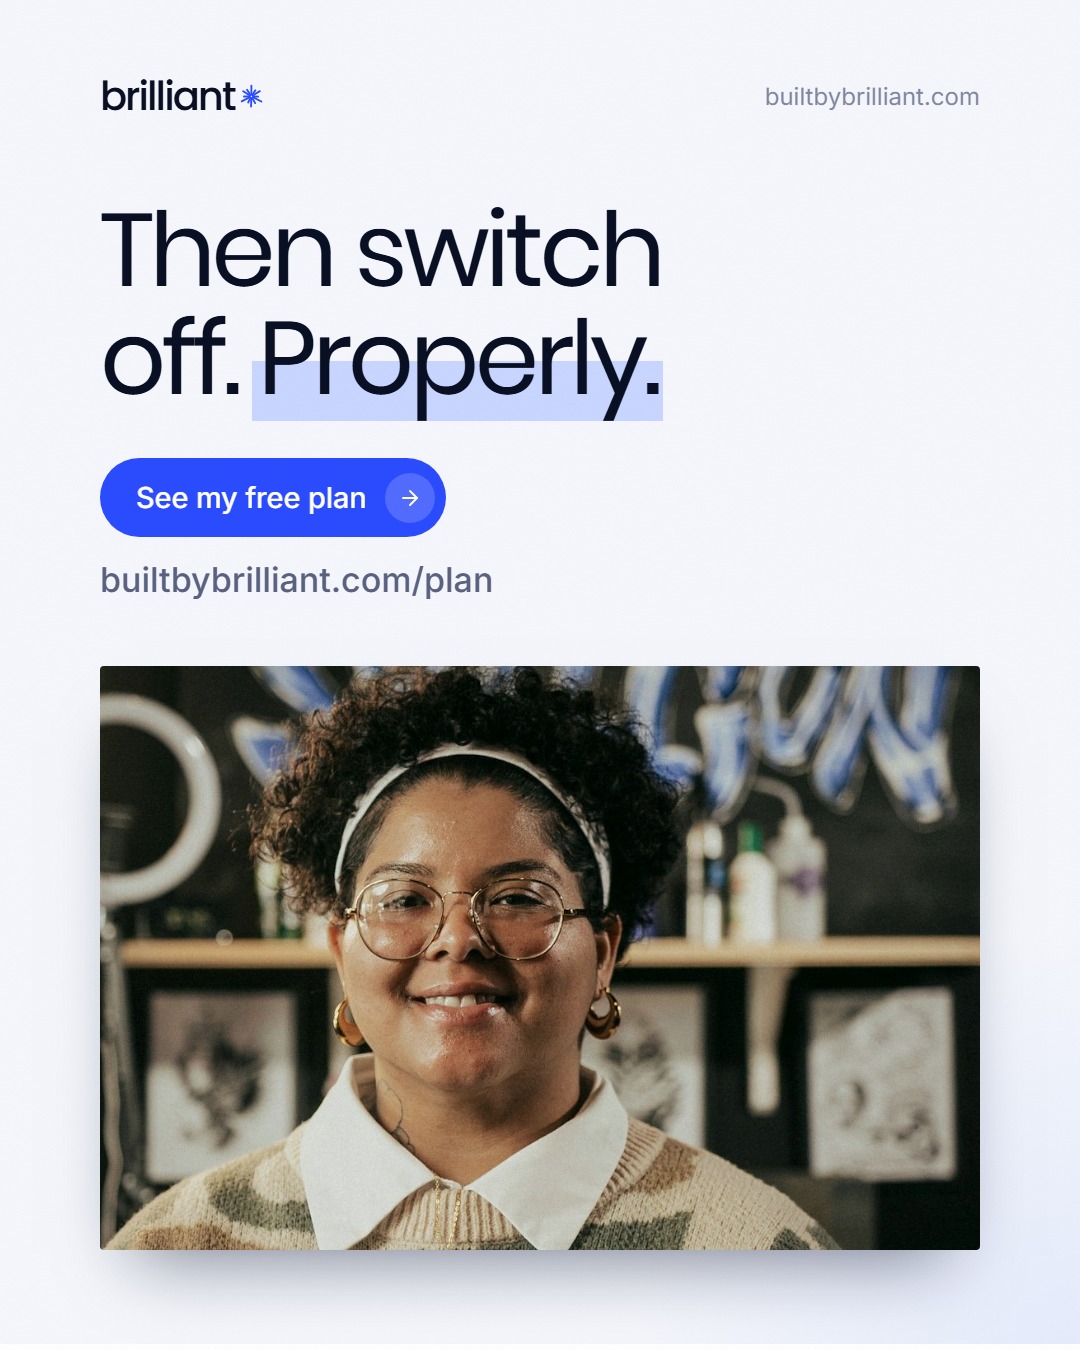 brilliant
builtbybrilliant.com
Then switch
off. Properly.
See my free plan
builtbybrilliant.com/plan